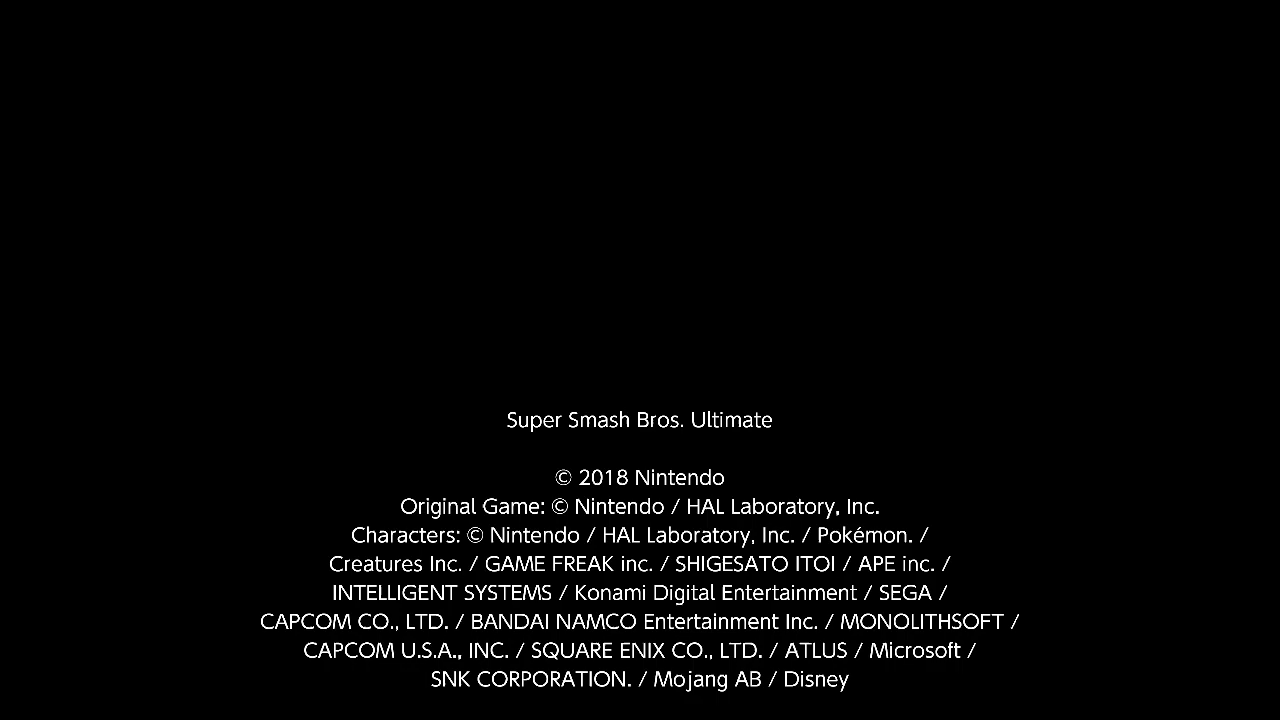 Super Smash Bros. Ultimate
© 2018 Nintendo
Original Game: © Nintendo / HAL Laboratory, Inc.
Characters: © Nintendo / HAL Laboratory, Inc. / Pokémon. /
Creatures Inc. / GAME FREAK inc. / SHIGESATO ITOI / APE inc. /
INTELLIGENT SYSTEMS / Konami Digital Entertainment / SEGA /
CAPCOM CO., LTD. / BANDAI NAMCO Entertainment Inc. / MONOLITHSOFT /
CAPCOM U.S.A., INC. / SQUARE ENIX CO., LTD. / ATLUS / Microsoft /
SNK CORPORATION. / Mojang AB / Disney